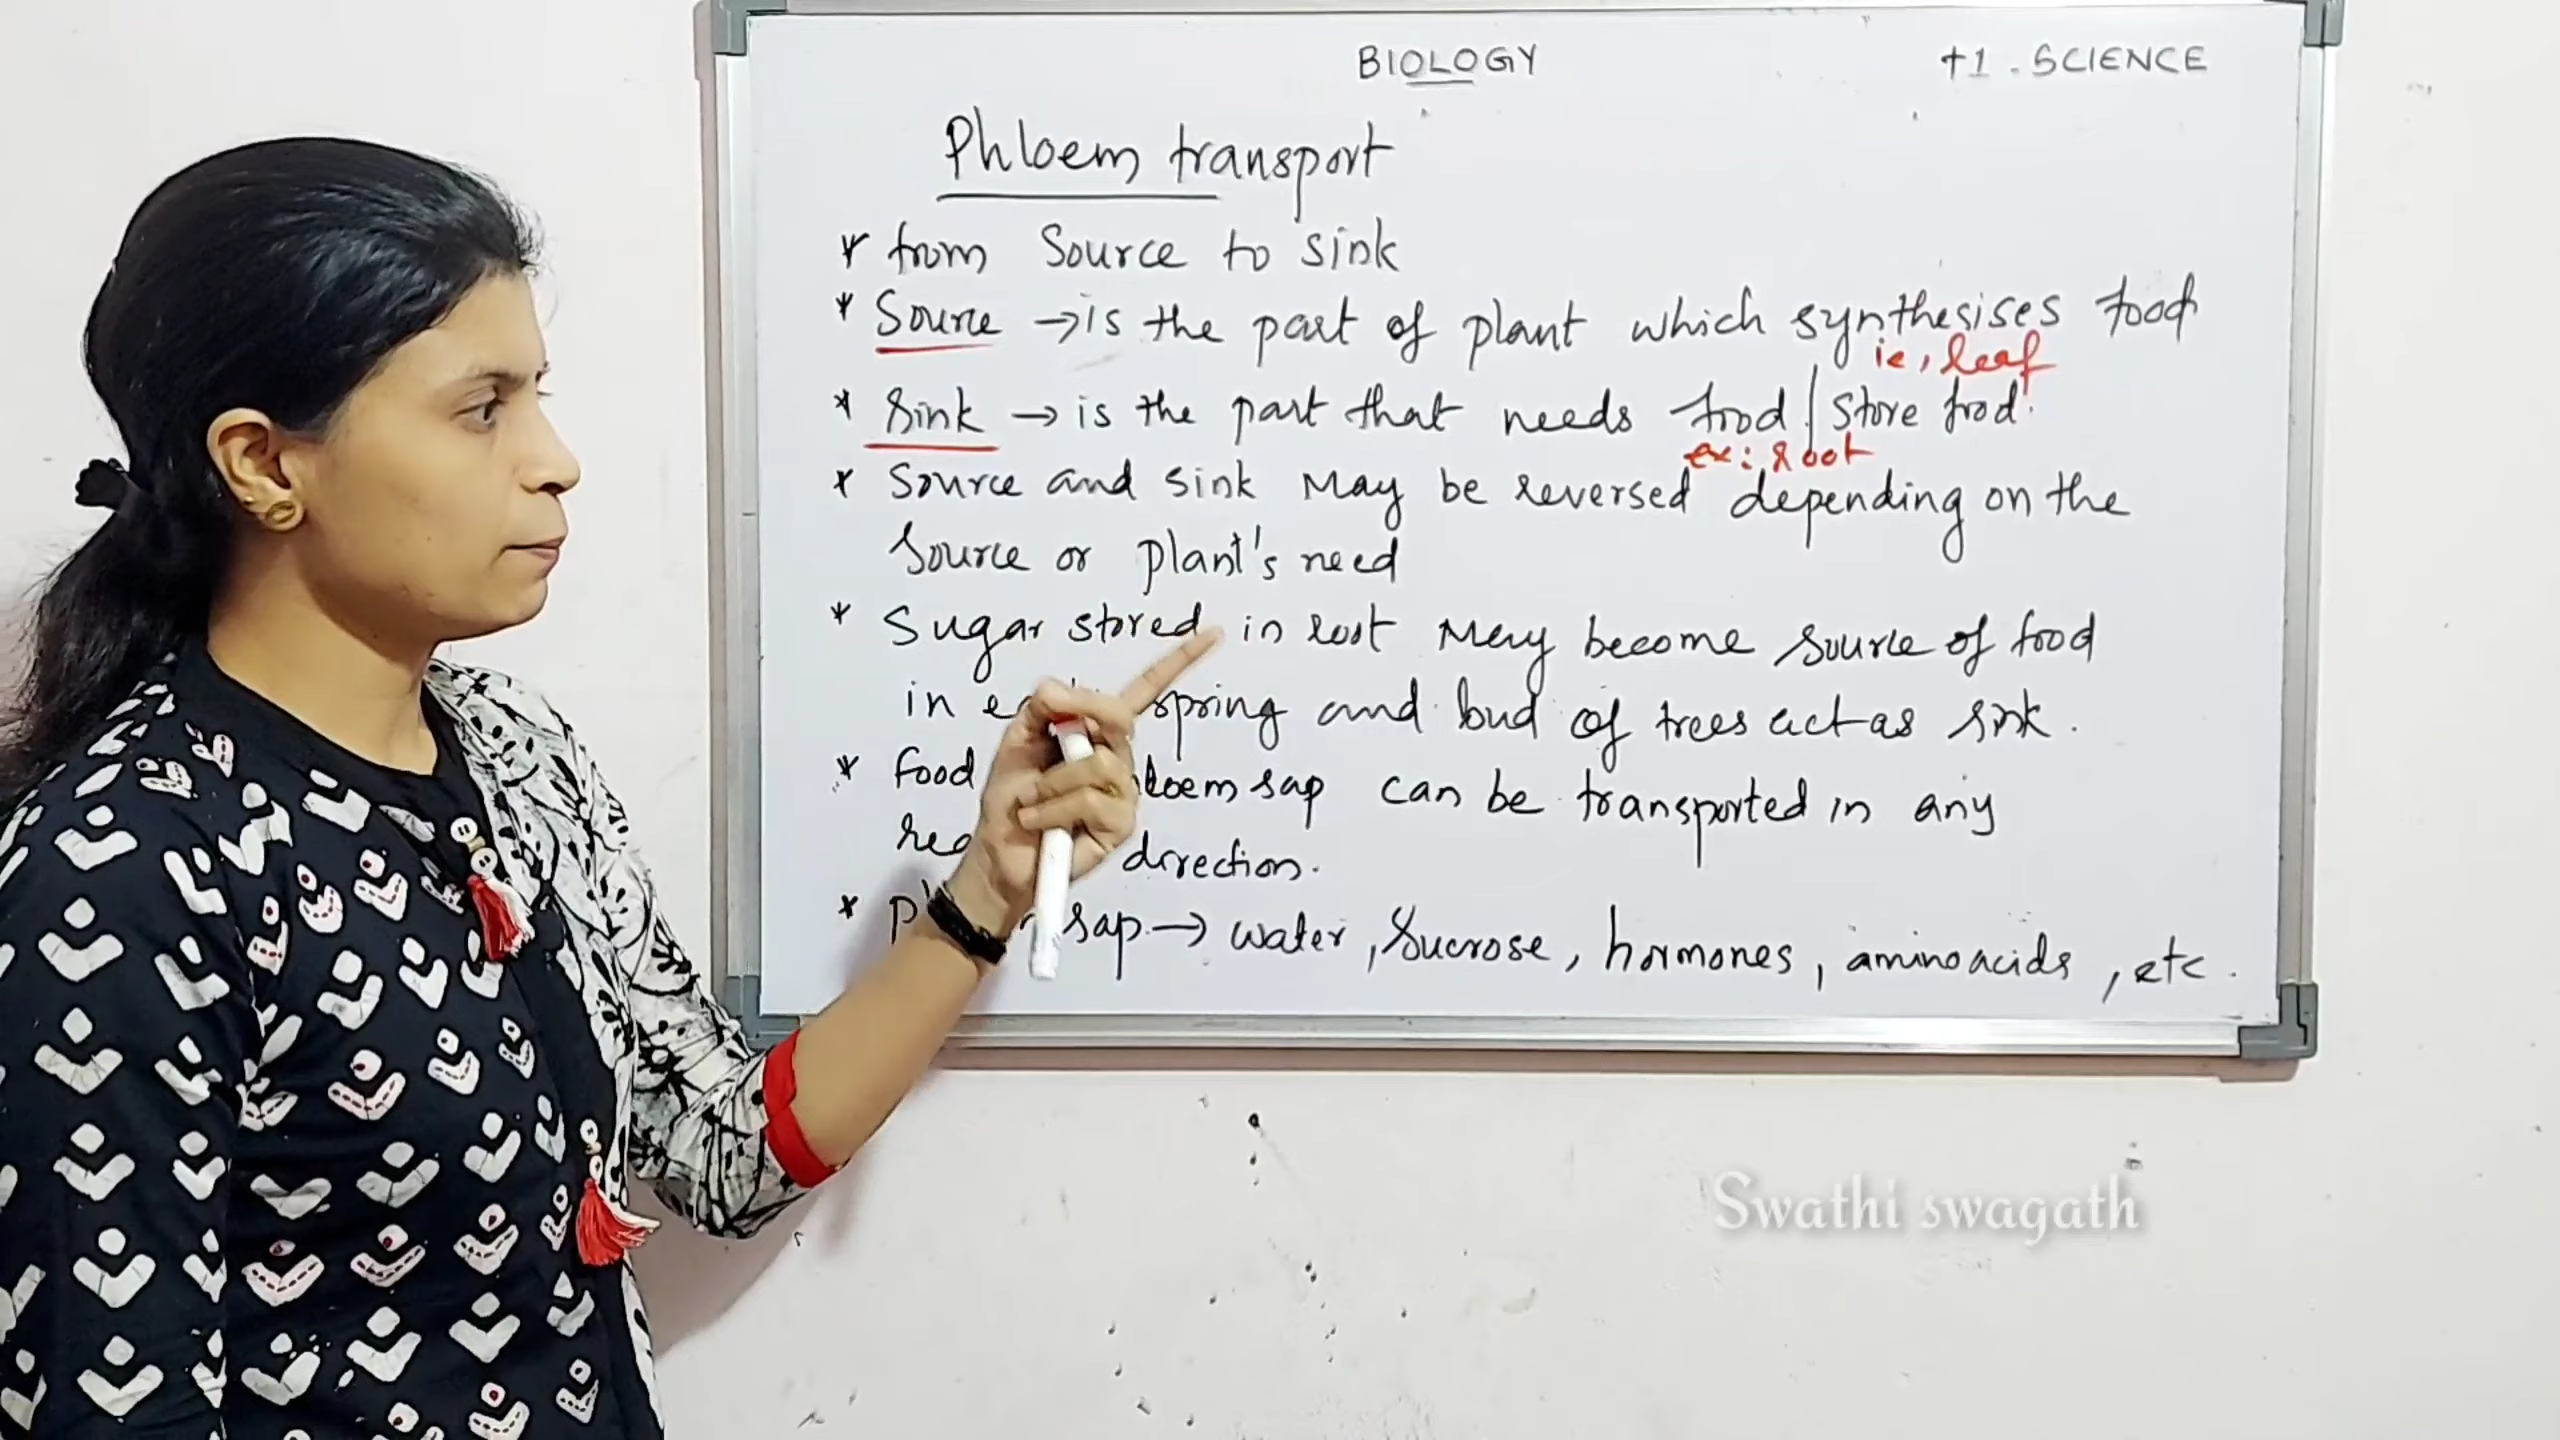 BIOLOGY
+1. SCIENCE
Phloem transport
* from Source to sink
* Source → is the part of plant which synthesises food
ie, leaf
* Sink → is the part that needs food / Store food.
ex: root
* Source and sink May be reversed depending on the
Source or plant's need
* Sugar stored in root May become source of food
in spring and bud of trees act as sink.
* Food sap can be transported in any
direction.
* sap → water, Sucrose, hormones, aminoacids, etc.
Swathi swagath